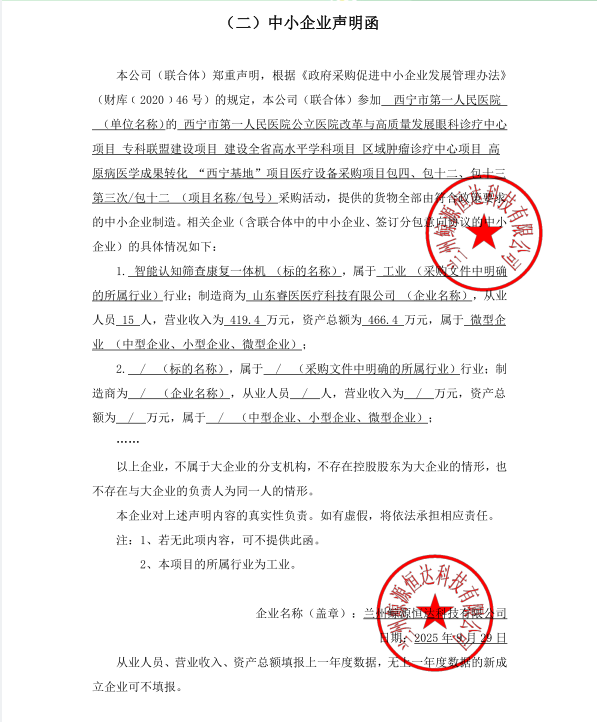 （二）中小企业声明函
本公司（联合体）郑重声明，根据《政府采购促进中小企业发展管理办法》
（财库﹝2020﹞46 号）的规定，本公司（联合体）参加 西宁市第一人民医院
（单位名称)的 西宁市第一人民医院公立医院改革与高质量发展眼科诊疗中心
项目 专科联盟建设项目 建设全省高水平学科项目 区域肿瘤诊疗中心项目 高
原病医学成果转化 “西宁基地”项目医疗设备采购项目包四、包十二、包十三
第三次/包十二 （项目名称/包号）采购活动，提供的货物全部由符合政策要求
的中小企业制造。相关企业（含联合体中的中小企业、签订分包意向协议的中小
企业）的具体情况如下：
1. 智能认知筛查康复一体机 （标的名称），属于 工业 （采购文件中明确
的所属行业）行业；制造商为 山东睿医医疗科技有限公司 （企业名称），从业
人员 15 人，营业收入为 419.4 万元，资产总额为 466.4 万元，属于 微型企
业 （中型企业、小型企业、微型企业）；
2. / （标的名称），属于 / （采购文件中明确的所属行业）行业；制
造商为 / （企业名称），从业人员 / 人，营业收入为 / 万元，资产总
额为 / 万元，属于 / （中型企业、小型企业、微型企业）；
……
以上企业，不属于大企业的分支机构，不存在控股股东为大企业的情形，也
不存在与大企业的负责人为同一人的情形。
本企业对上述声明内容的真实性负责。如有虚假，将依法承担相应责任。
注：1、若无此项内容，可不提供此函。
2、本项目的所属行业为工业。
企业名称（盖章）：兰州 源恒达科技有限公司
日期：2025年 月 29日
从业人员、营业收入、资产总额填报上一年度数据，无上一年度数据的新成
立企业可不填报。